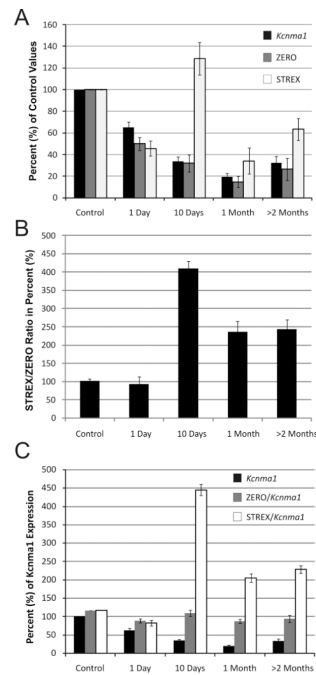 A
Percent (%) of Control Values
160
140
120
100
80
60
40
20
0
Kcnma1
ZERO
STREX
Control 1 Day 10 Days 1 Month >2 Months
B
STREX/ZERO Ratio in Percent (%)
500
450
400
350
300
250
200
150
100
50
0
Control 1 Day 10 Days 1 Month >2 Months
C
Percent (%) of Kcnma1 Expression
500
450
400
350
300
250
200
150
100
50
0
Kcnma1
ZERO/Kcnma1
STREX/Kcnma1
Control 1 Day 10 Days 1 Month >2 Months